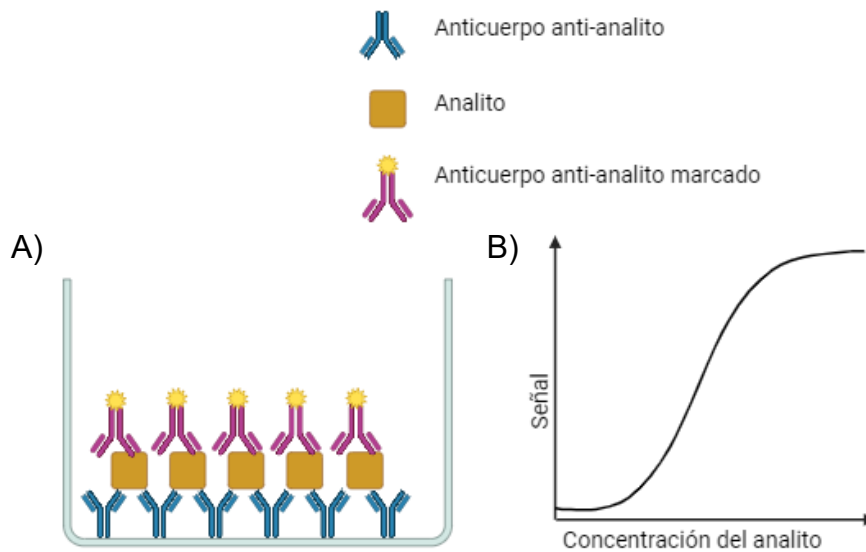 Anticuerpo anti-analito
Analito
Anticuerpo anti-analito marcado
A)
B)
Señal
Concentración del analito